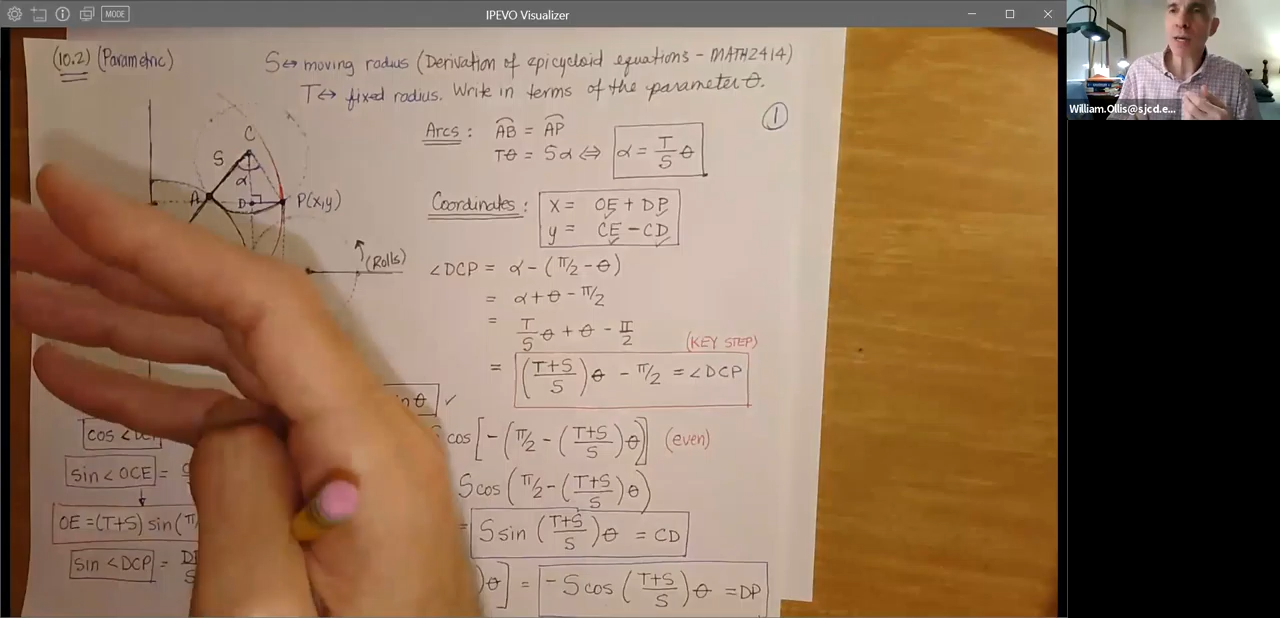 MODE
IPEVO Visualizer
William.Ollis@sjcd.e...
(10.2) (Parametric)
S↔ moving radius (Derivation of epicycloid equations - MATH2414)
T↔ fixed radius. Write in terms of the parameter θ.
①
Arcs: ⌢AB = ⌢AP
Tθ = Sα ⇔ α = T/S θ
C
S
α
A
D
P(x,y)
(Rolls)
Coordinates: x = OE + DP
y = CE - CD
∠DCP = α - (π/2 - θ)
= α + θ - π/2
= T/S θ + θ - π/2
(KEY STEP)
= (T+S/S)θ - π/2 = ∠DCP
in θ ✓
cos [-(π/2 - (T+S/S)θ)] (even)
S cos (π/2 - (T+S/S)θ)
= S sin (T+S/S)θ = CD
)θ] = -S cos (T+S/S)θ = DP
cos ∠
sin ∠OCE =
OE = (T+S) sin(π/
sin ∠DCP =